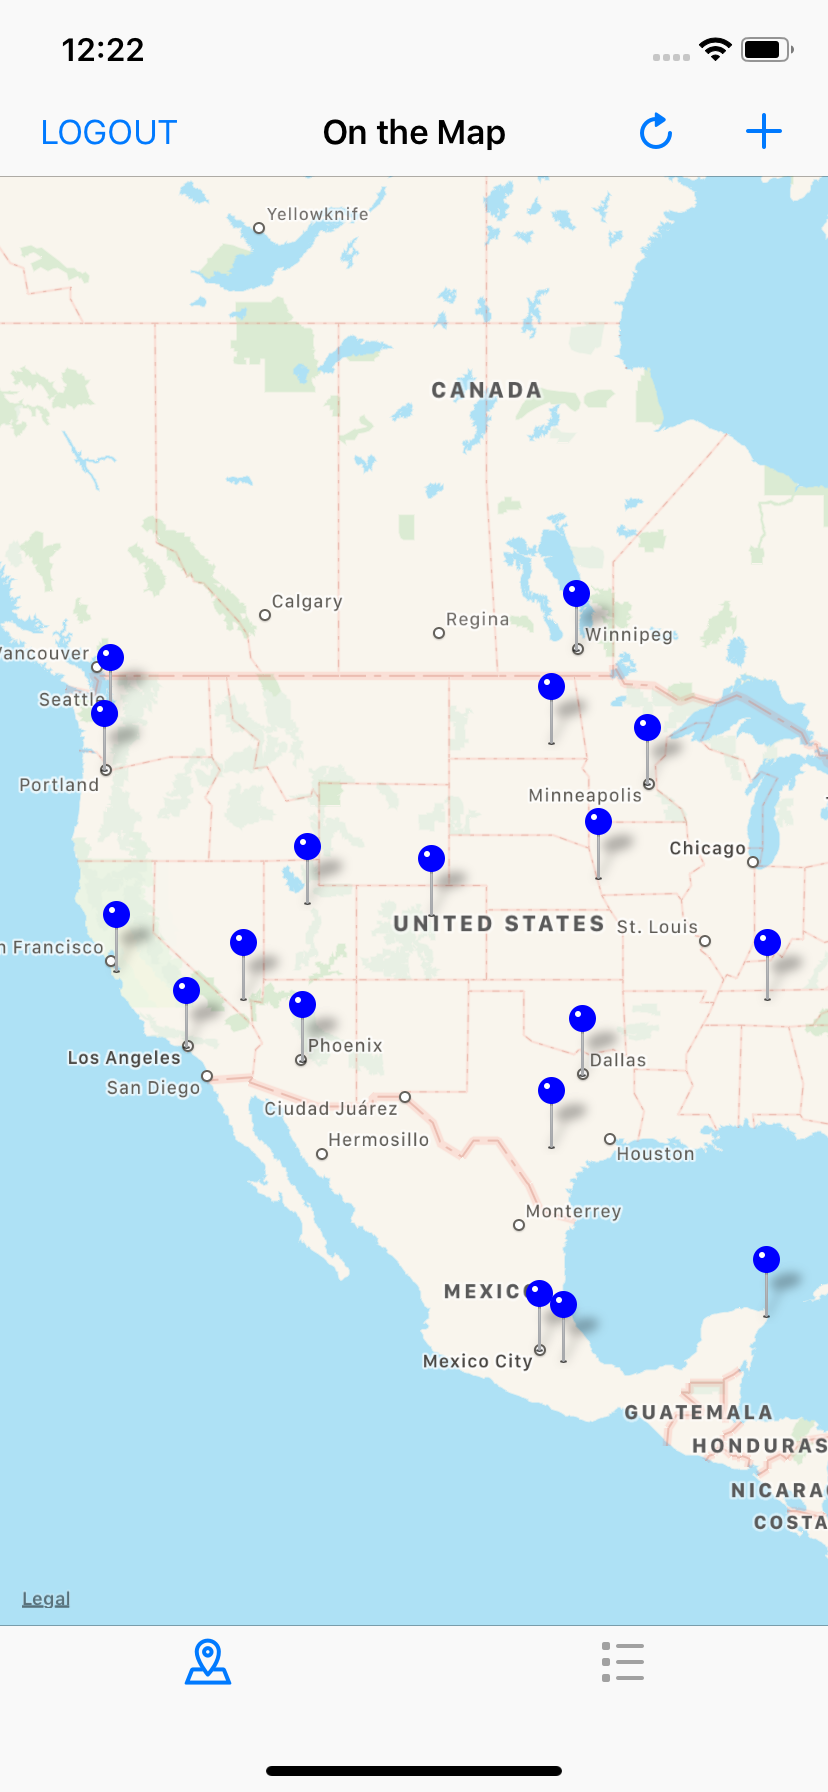 12:22
LOGOUT On the Map
Yellowknife
CANADA
Calgary
Regina
Winnipeg
Vancouver
Seattle
Portland
Minneapolis
Chicago
UNITED STATES
St. Louis
n Francisco
Phoenix
Los Angeles
Dallas
San Diego
Ciudad Juárez
Hermosillo
Houston
Monterrey
MEXICO
Mexico City
GUATEMALA
HONDURAS
NICARA
COSTA
Legal